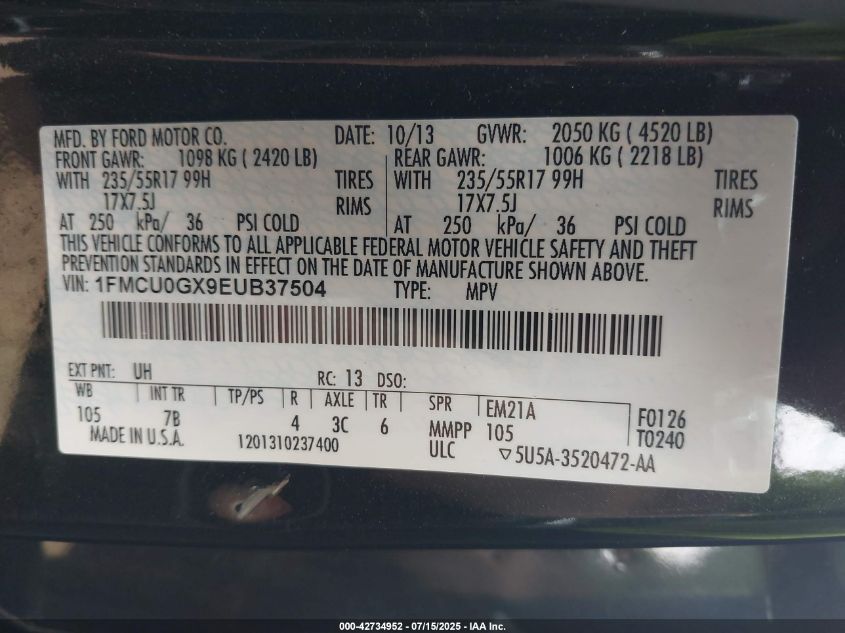 MFD. BY FORD MOTOR CO. DATE: 10/13 GVWR: 2050 KG ( 4520 LB)
FRONT GAWR: 1098 KG ( 2420 LB) REAR GAWR: 1006 KG ( 2218 LB)
WITH 235/55R17 99H TIRES WITH 235/55R17 99H TIRES
17X7.5J RIMS 17X7.5J RIMS
AT 250 kPa/ 36 PSI COLD AT 250 kPa/ 36 PSI COLD
THIS VEHICLE CONFORMS TO ALL APPLICABLE FEDERAL MOTOR VEHICLE SAFETY AND THEFT
PREVENTION STANDARDS IN EFFECT ON THE DATE OF MANUFACTURE SHOWN ABOVE.
VIN: 1FMCU0GX9EUB37504 TYPE: MPV
EXT PNT: UH RC: 13 DSO:
WB INT TR TP/PS R AXLE TR SPR EM21A F0126
105 7B 4 3C 6 MMPP 105 T0240
MADE IN U.S.A. 1201310237400 ULC ▽5U5A-3520472-AA
000-42734952 / 07/15/2025 - IAA Inc.